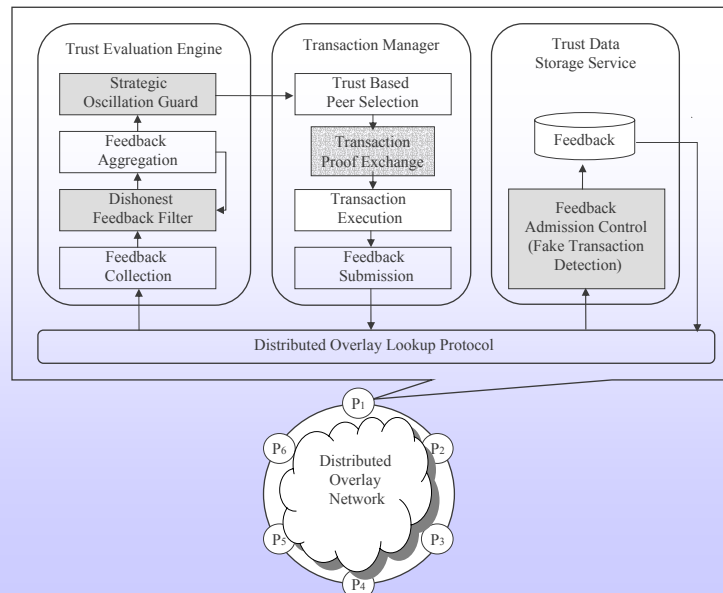 Trust Evaluation Engine
Strategic
Oscillation Guard
Feedback
Aggregation
Dishonest
Feedback Filter
Feedback
Collection
Transaction Manager
Trust Based
Peer Selection
Transaction
Proof Exchange
Transaction
Execution
Feedback
Submission
Trust Data
Storage Service
Feedback
Feedback
Admission Control
(Fake Transaction
Detection)
Distributed Overlay Lookup Protocol
P1
P6
P2
Distributed
Overlay
Network
P5
P3
P4